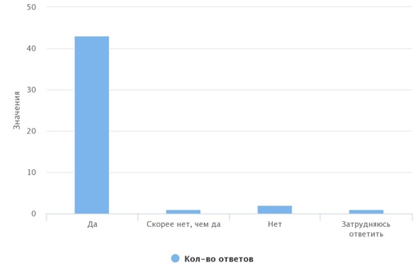 50
40
30
20
10
0
Значения
Да
Скорее нет, чем да
Нет
Затрудняюсь
ответить
Кол-во ответов